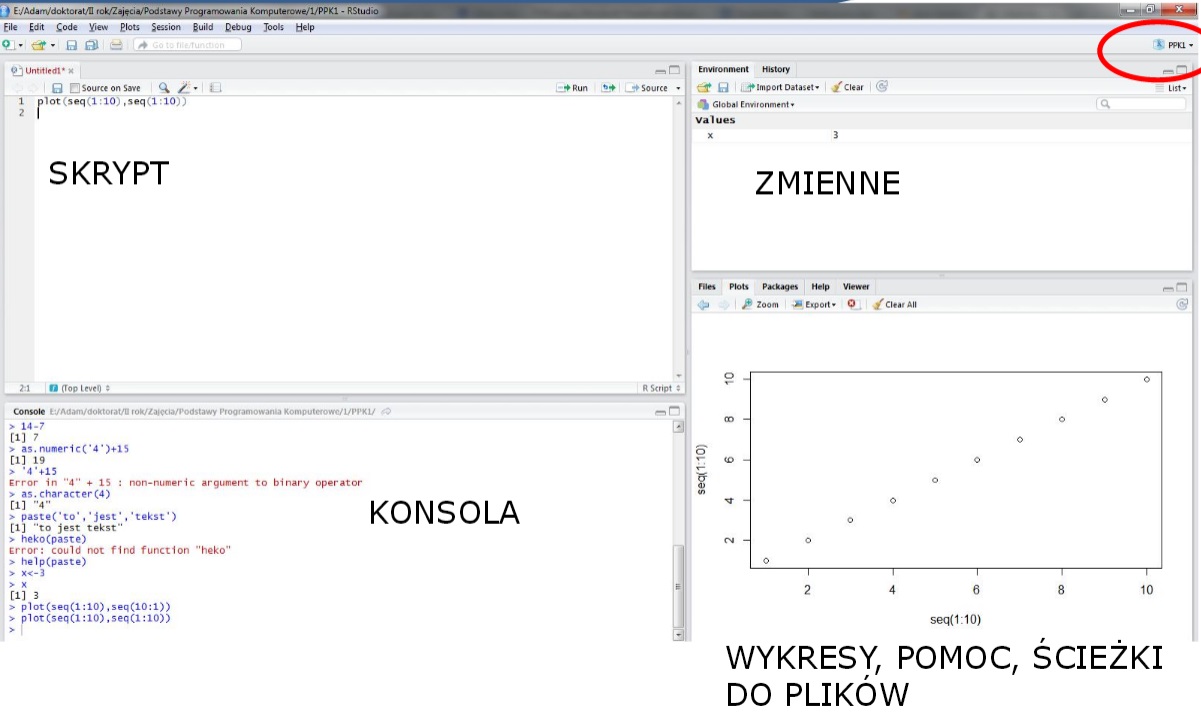 E:/Adam/doktorat/II rok/Zajęcia/Podstawy Programowania Komputerowe/1/PPK1 - RStudio
File Edit Code View Plots Session Build Debug Tools Help
Go to file/function
PPK1
Untitled1* ×
Source on Save
Run
Source
1 plot(seq(1:10),seq(1:10))
2
SKRYPT
2:1 (Top Level)
R Script
Environment History
Import Dataset Clear
List
Global Environment
Values
x 3
ZMIENNE
Console E:/Adam/doktorat/II rok/Zajęcia/Podstawy Programowania Komputerowe/1/PPK1/
> 14-7
[1] 7
> as.numeric('4')+15
[1] 19
> '4'+15
Error in "4" + 15 : non-numeric argument to binary operator
> as.character(4)
[1] "4"
> paste('to','jest','tekst')
[1] "to jest tekst"
> heko(paste)
Error: could not find function "heko"
> help(paste)
> x<-3
> x
[1] 3
> plot(seq(1:10),seq(10:1))
> plot(seq(1:10),seq(1:10))
>
KONSOLA
Files Plots Packages Help Viewer
Zoom Export Clear All
seq(1:10)
10
8
6
4
2
2 4 6 8 10
seq(1:10)
WYKRESY, POMOC, ŚCIEŻKI
DO PLIKÓW